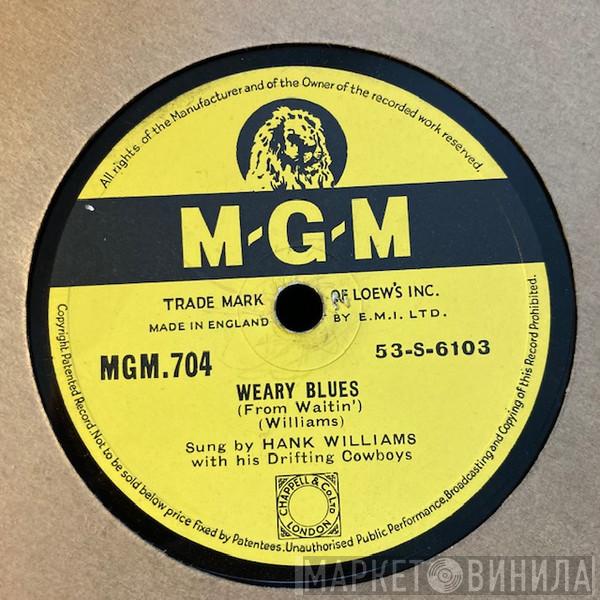 All rights of the Manufacturer and of the Owner of the recorded work reserved.
M-G-M
TRADE MARK OF LOEW'S INC.
MADE IN ENGLAND BY E.M.I. LTD.
MGM.704
53-S-6103
WEARY BLUES
(From Waitin')
(Williams)
Sung by HANK WILLIAMS
with his Drifting Cowboys
CHAPPELL & Co LTD
LONDON
Copyright. Patented Record. Not to be sold below price fixed by Patentees. Unauthorised Public Performance, Broadcasting and Copying of this Record Prohibited.
МАРКЕТ ВИНИЛА